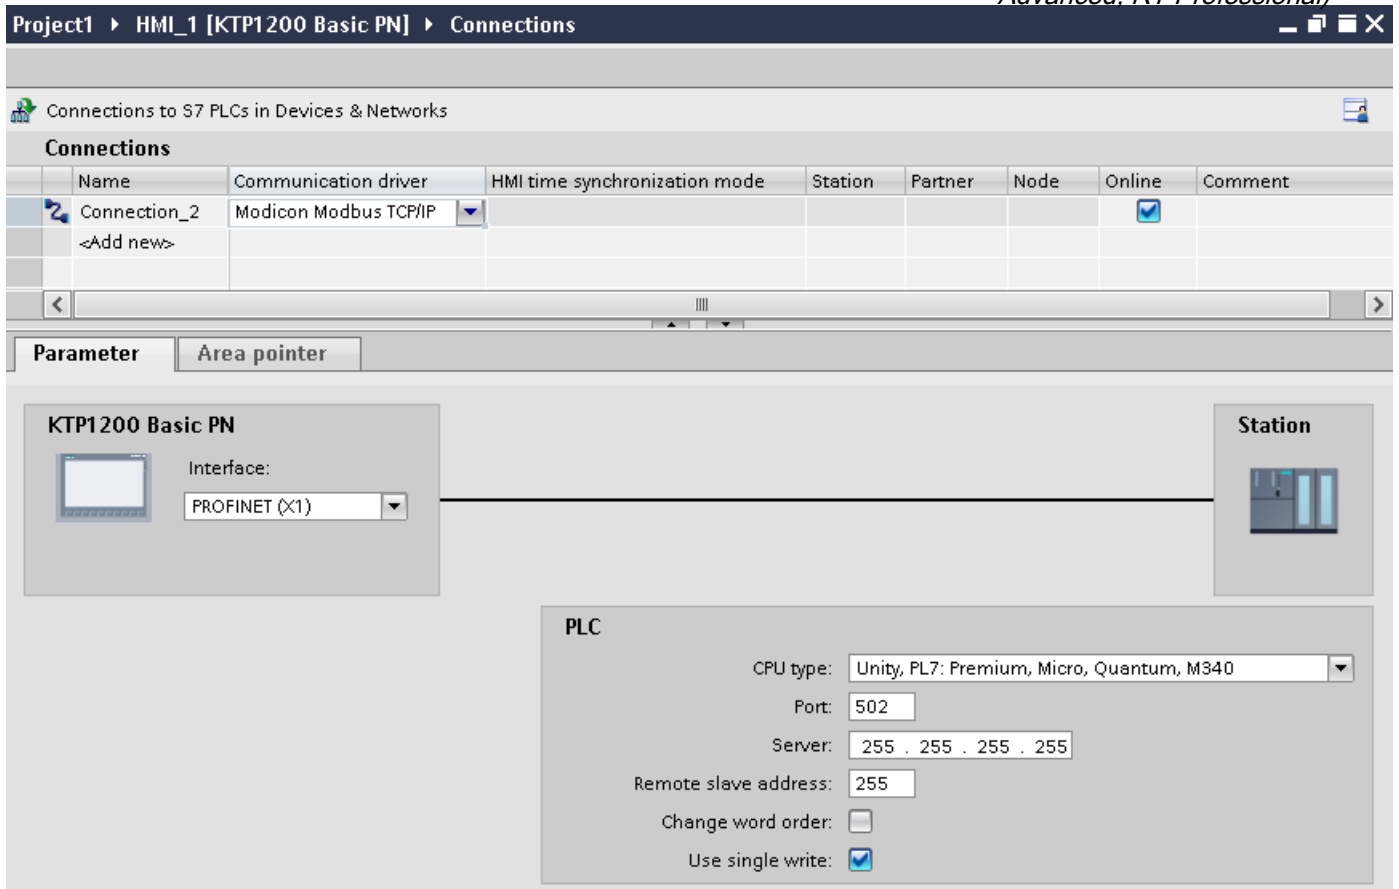 Advanced, RT Professional)
Project1 ▸ HMI_1 [KTP1200 Basic PN] ▸ Connections
Connections to S7 PLCs in Devices & Networks
Connections
Name Communication driver HMI time synchronization mode Station Partner Node Online Comment
Connection_2 Modicon Modbus TCP/IP
<Add new>
Parameter Area pointer
KTP1200 Basic PN Station
Interface:
PROFINET (X1)
PLC
CPU type: Unity, PL7: Premium, Micro, Quantum, M340
Port: 502
Server: 255 . 255 . 255 . 255
Remote slave address: 255
Change word order:
Use single write: